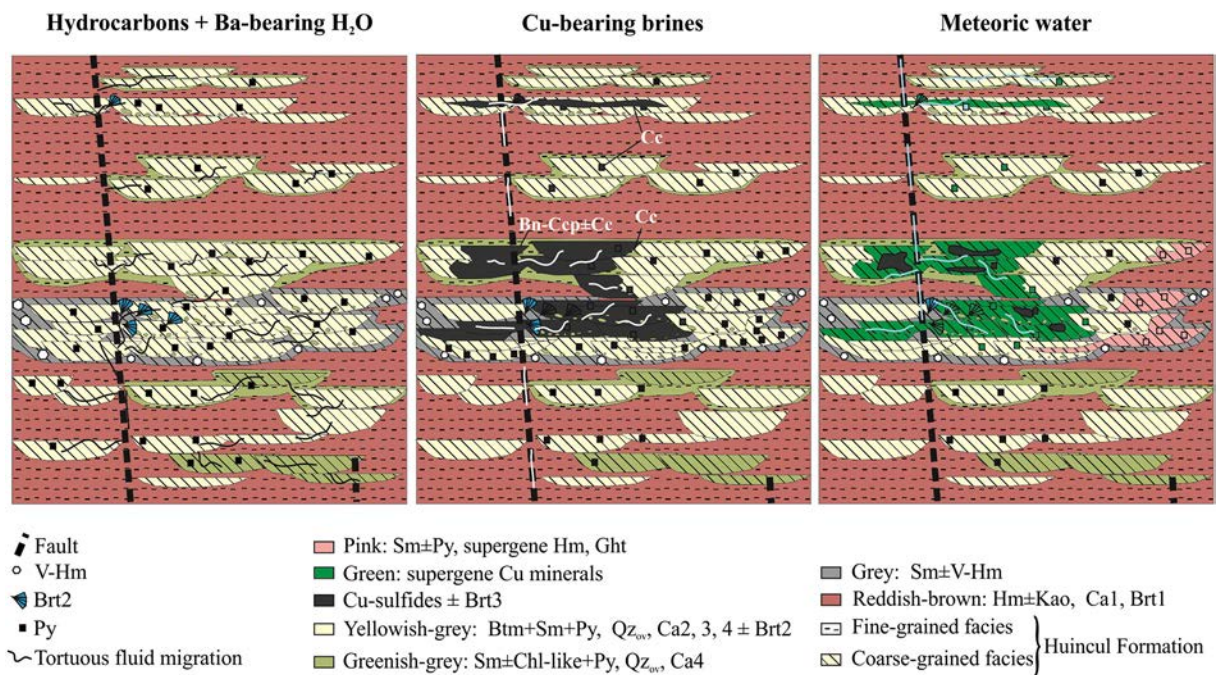 Hydrocarbons + Ba-bearing H₂O
Cu-bearing brines
Meteoric water
Cc
Bn-Ccp±Cc
Cc
Fault
V-Hm
Brt2
Py
Tortuous fluid migration
Pink: Sm±Py, supergene Hm, Ght
Green: supergene Cu minerals
Cu-sulfides ± Brt3
Yellowish-grey: Btm+Sm+Py, Qzₒᵥ, Ca2, 3, 4 ± Brt2
Greenish-grey: Sm±Chl-like+Py, Qzₒᵥ, Ca4
Grey: Sm±V-Hm
Reddish-brown: Hm±Kao, Ca1, Brt1
Fine-grained facies
Coarse-grained facies
Huincul Formation